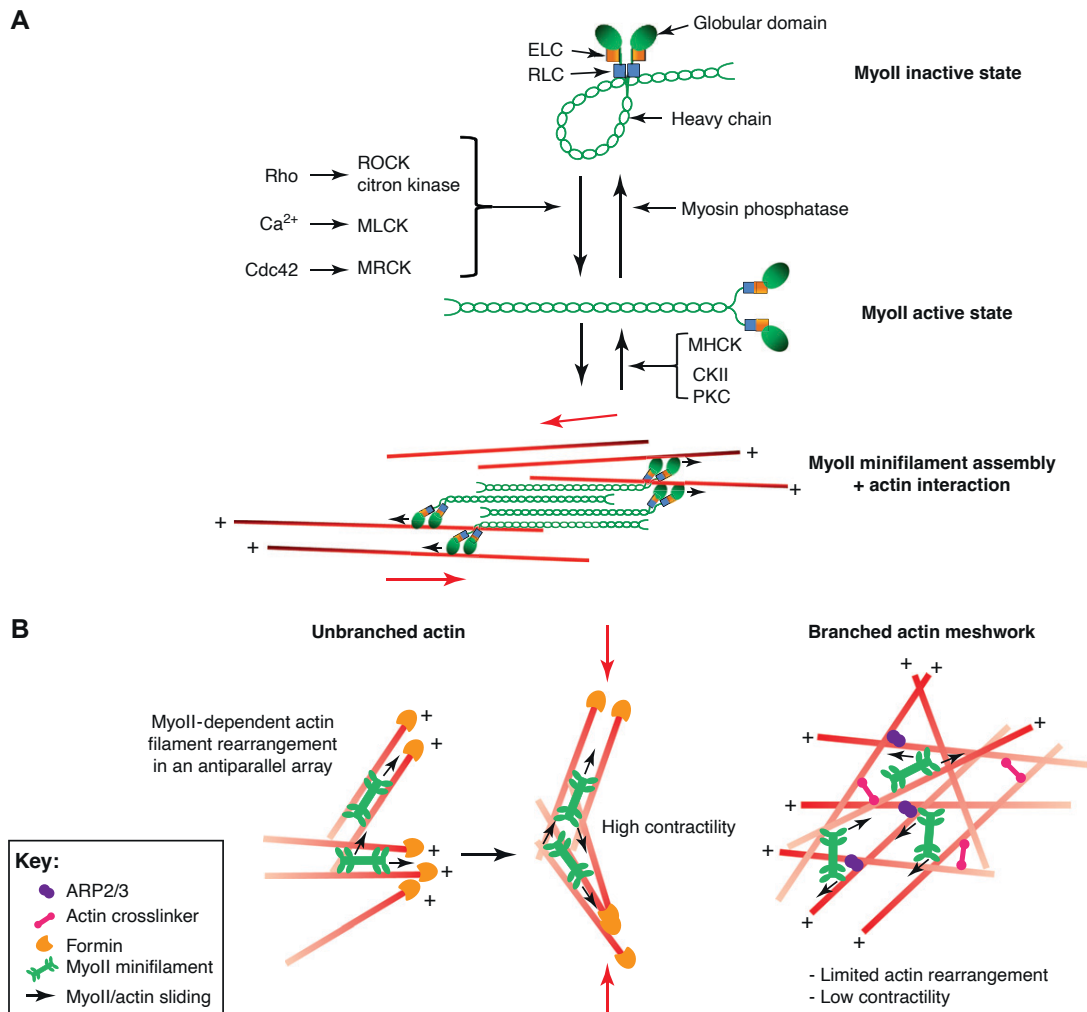 A
Globular domain
ELC
RLC
MyoII inactive state
Heavy chain
Rho
ROCK
citron kinase
Ca²⁺
MLCK
Cdc42
MRCK
Myosin phosphatase
MyoII active state
MHCK
CKII
PKC
MyoII minifilament assembly
+ actin interaction
+
+
+
+
B
Unbranched actin
Branched actin meshwork
MyoII-dependent actin
filament rearrangement
in an antiparallel array
+
+
+
+
+
High contractility
+
+
+
+
+
+
+
+
- Limited actin rearrangement
- Low contractility
Key:
ARP2/3
Actin crosslinker
Formin
MyoII minifilament
MyoII/actin sliding